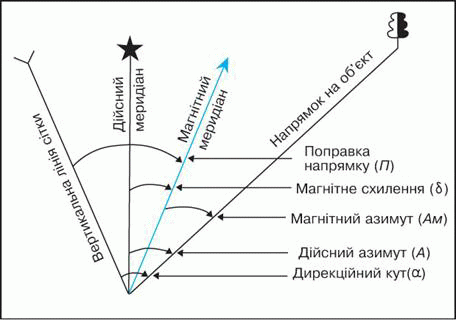 Вертикальна лінія сітки
Дійсний
меридіан
Магнітний
меридіан
Напрямок на об'єкт
Поправка
напрямку (П)
Магнітне схилення (δ)
Магнітний азимут (Ам)
Дійсний азимут (А)
Дирекційний кут(α)